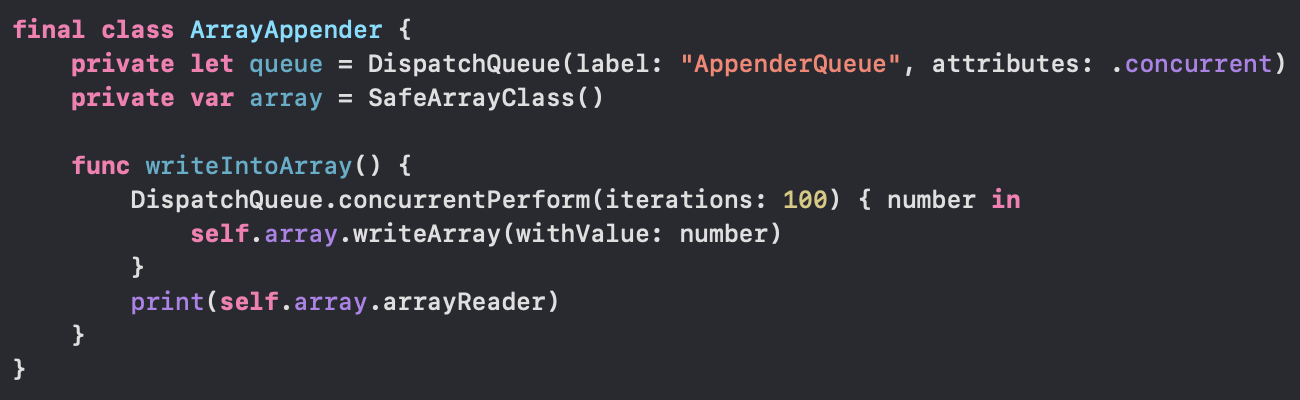 final class ArrayAppender {
    private let queue = DispatchQueue(label: "AppenderQueue", attributes: .concurrent)
    private var array = SafeArrayClass()

    func writeIntoArray() {
        DispatchQueue.concurrentPerform(iterations: 100) { number in
            self.array.writeArray(withValue: number)
        }
        print(self.array.arrayReader)
    }
}